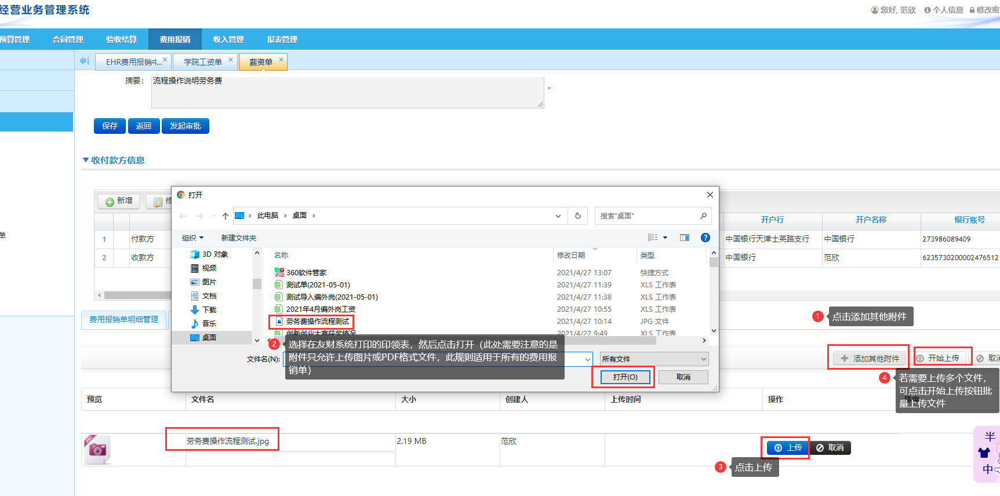 经营业务管理系统
您好, 范欣
个人信息
修改密
预算管理
合同管理
验收结算
费用报销
收入管理
报表管理
EHR费用报销中...
学院工资单
薪资单
摘要:
流程操作说明劳务费
*
保存
返回
发起审批
收付款方信息
新增
修
开户行
开户名称
银行账号
1
付款方
中国银行天津士英路支行
中国银行
273986089409
2
收款方
中国银行
范欣
6235730200002476512
单
打开
此电脑
桌面
搜索"桌面"
组织
新建文件夹
3D 对象
视频
图片
文档
下载
音乐
桌面
名称
修改日期
类型
360软件管家
2021/4/27 13:07
快捷方式
测试单(2021-05-01)
2021/4/27 11:39
XLS 工作表
测试导入编外岗(2021-05-01)
2021/4/27 11:38
XLS 工作表
2021年4月编外岗工资
2021/4/27 10:55
XLS 工作表
劳务费操作流程测试
2021/4/27 10:14
JPG 文件
创新创业大赛获奖情况
2021/4/27 9:49
XLS 工作表
2
选择在友财系统打印的印领表，然后点击打开（此处需要注意的是
附件只允许上传图片或PDF格式文件，此规则适用于所有的费用报
销单）
文件名(N):
所有文件
打开(O)
取消
费用报销单明细管理
1
点击添加其他附件
添加其他附件
开始上传
取消
4
若需要上传多个文件，
可点击开始上传按钮批
量上传文件
预览
文件名
大小
创建人
上传时间
操作
劳务费操作流程测试.jpg
2.19 MB
范欣
上传
取消
3
点击上传
半
中